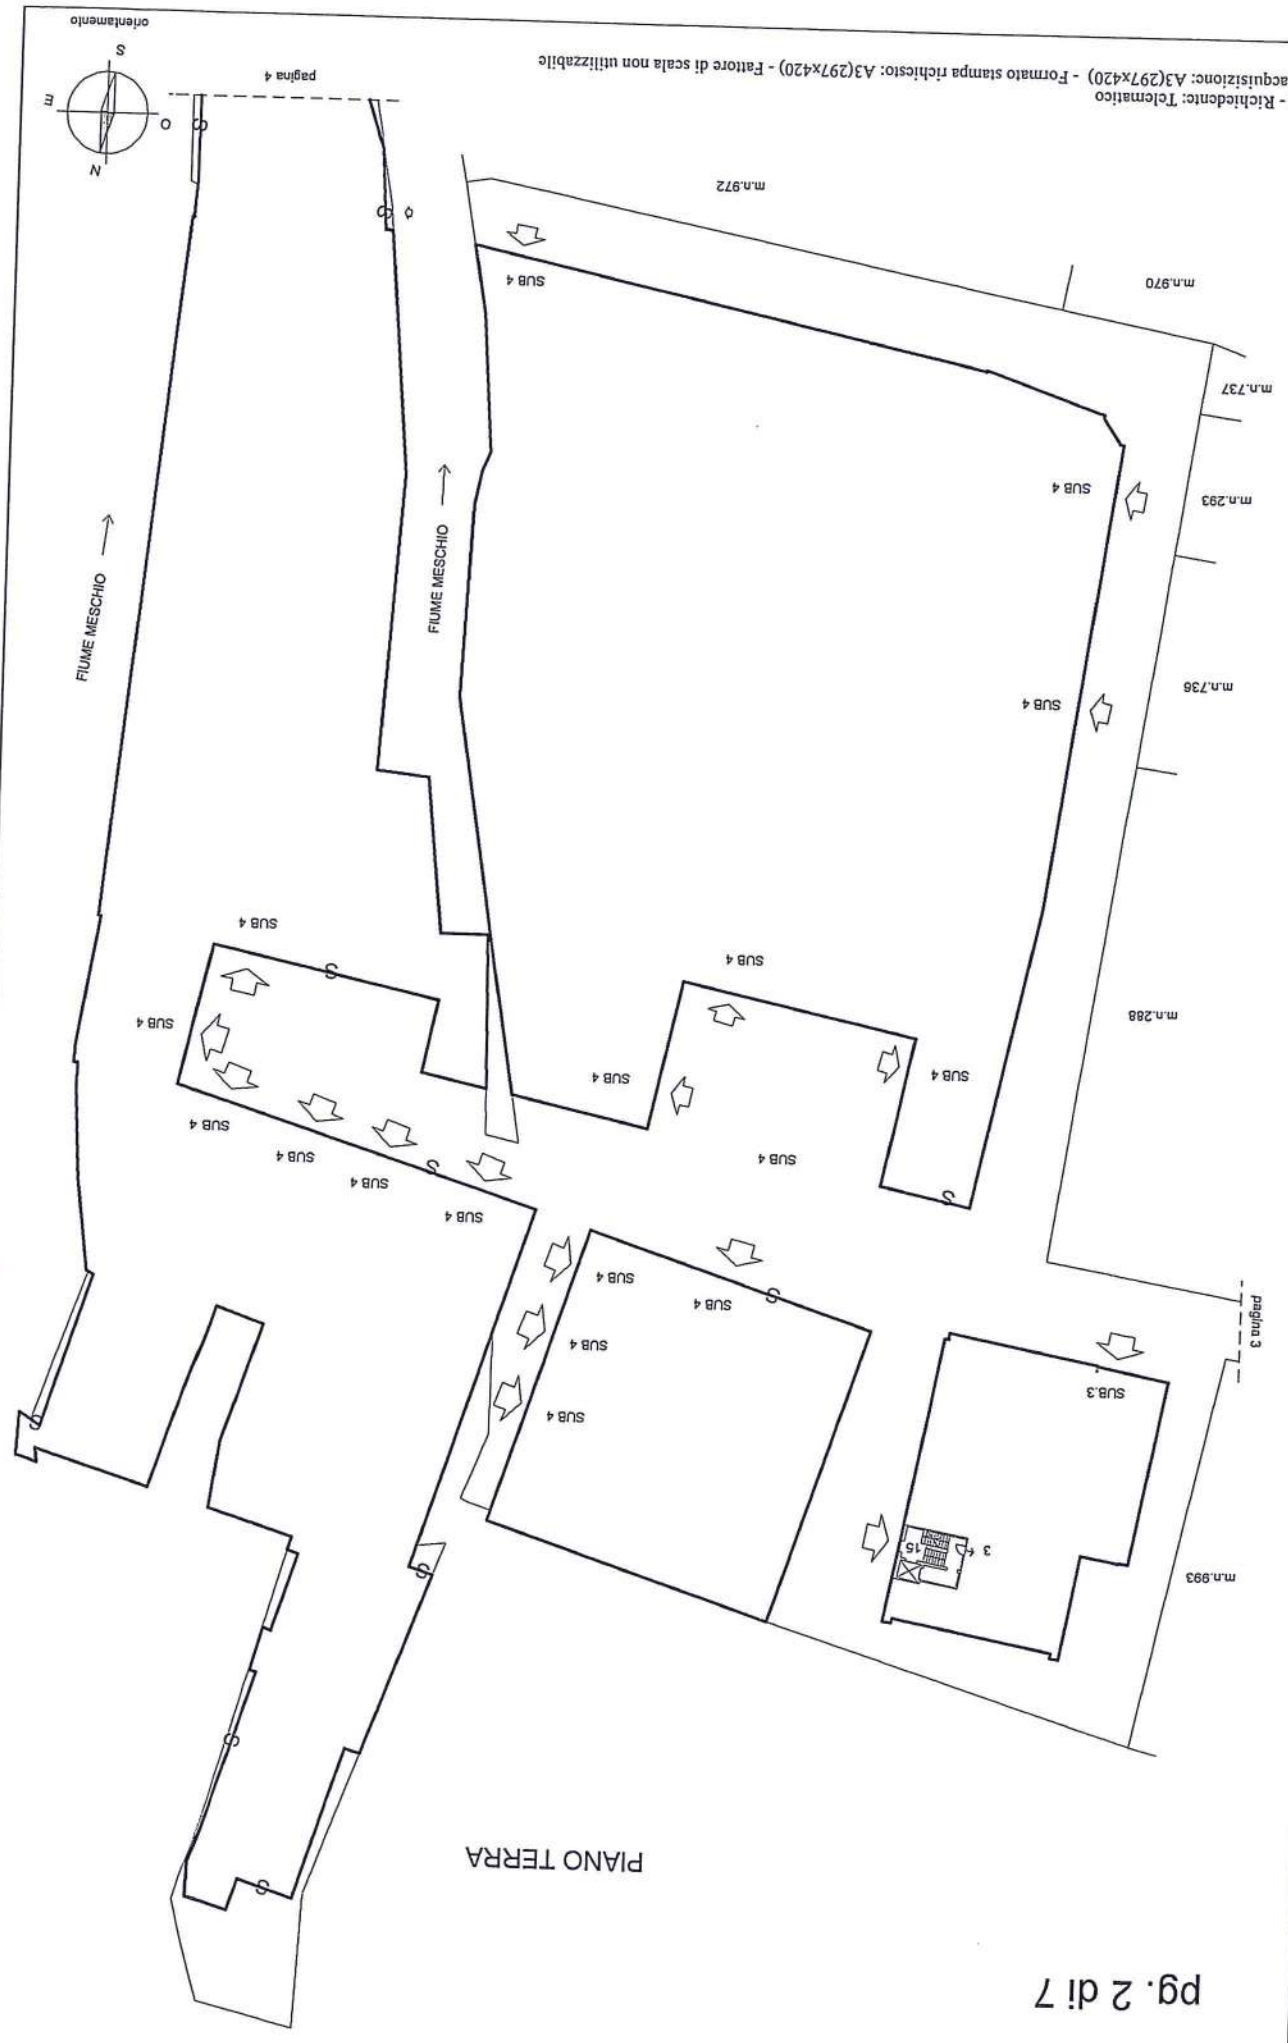 pg. 2 di 7
PIANO TERRA
m.n.993
3
15
SUB.3
pagina 3
SUB 4
SUB 4
SUB 4
SUB 4
SUB 4
SUB 4
SUB 4
SUB 4
SUB 4
SUB 4
SUB 4
SUB 4
m.n.288
SUB 4
SUB 4
SUB 4
m.n.736
SUB 4
FIUME MESCHIO
FIUME MESCHIO
m.n.293
SUB 4
m.n.737
m.n.970
SUB 4
m.n.972
S
S
S
S
S
S
S
S
S
S
N
O
E
S
orientamento
pagina 4
- Richiedente: Telematico
acquisizione: A3(297x420) - Formato stampa richiesto: A3(297x420) - Fattore di scala non utilizzabile